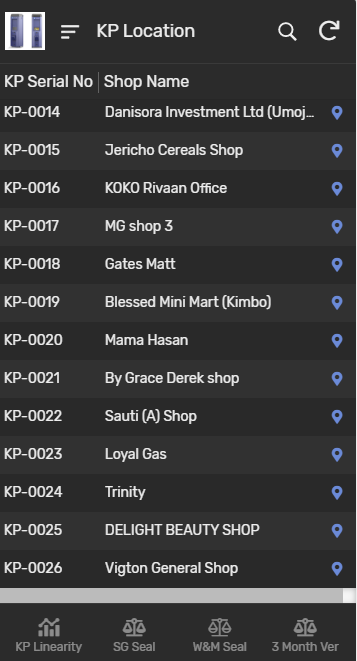 KP Location
KP Serial No Shop Name
KP-0014 Danisora Investment Ltd (Umoj...
KP-0015 Jericho Cereals Shop
KP-0016 KOKO Rivaan Office
KP-0017 MG shop 3
KP-0018 Gates Matt
KP-0019 Blessed Mini Mart (Kimbo)
KP-0020 Mama Hasan
KP-0021 By Grace Derek shop
KP-0022 Sauti (A) Shop
KP-0023 Loyal Gas
KP-0024 Trinity
KP-0025 DELIGHT BEAUTY SHOP
KP-0026 Vigton General Shop
KP Linearity SG Seal W&M Seal 3 Month Ver